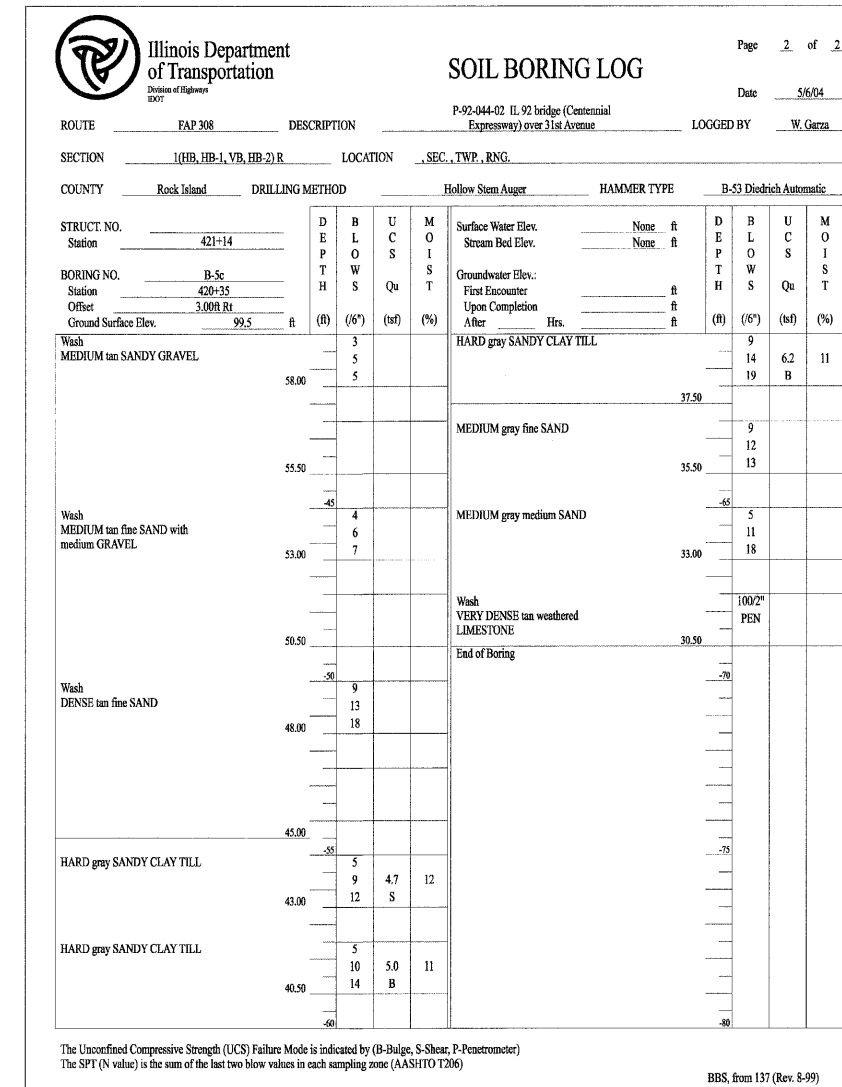 Illinois Department
of Transportation
Division of Highways
IDOT
SOIL BORING LOG
Page 2 of 2
Date 5/6/04
ROUTE FAP 308 DESCRIPTION P-92-044-02 IL 92 bridge (Centennial
Expressway) over 31st Avenue LOGGED BY W. Garza
SECTION 1(HB, HB-1, VB, HB-2) R LOCATION , SEC. , TWP. , RNG.
COUNTY Rock Island DRILLING METHOD Hollow Stem Auger HAMMER TYPE B-53 Diedrich Automatic
STRUCT. NO.
Station 421+14
BORING NO. B-5c
Station 420+35
Offset 3.00ft Rt
Ground Surface Elev. 99.5 ft
DEPTH (ft)
BLOWS (/6")
UCS Qu (tsf)
MOIST (%)
Surface Water Elev. None ft
Stream Bed Elev. None ft
Groundwater Elev.:
First Encounter ft
Upon Completion ft
After Hrs. ft
DEPTH (ft)
BLOWS (/6")
UCS Qu (tsf)
MOIST (%)
Wash 3
MEDIUM tan SANDY GRAVEL 5
58.00 5
55.50
-45
Wash 4
MEDIUM tan fine SAND with 6
medium GRAVEL 7
53.00
50.50
-50
Wash 9
DENSE tan fine SAND 13
48.00 18
45.00
-55
HARD gray SANDY CLAY TILL 5
9 4.7 12
43.00 12 S
HARD gray SANDY CLAY TILL 5
10 5.0 11
40.50 14 B
-60
HARD gray SANDY CLAY TILL 9
14 6.2 11
19 B
37.50
MEDIUM gray fine SAND 9
12
35.50 13
-65
MEDIUM gray medium SAND 5
11
33.00 18
Wash 100/2"
VERY DENSE tan weathered PEN
LIMESTONE
30.50
End of Boring
-70
-75
-80
The Unconfined Compressive Strength (UCS) Failure Mode is indicated by (B-Bulge, S-Shear, P-Penetrometer)
The SPT (N value) is the sum of the last two blow values in each sampling zone (AASHTO T206)
BBS, from 137 (Rev. 8-99)